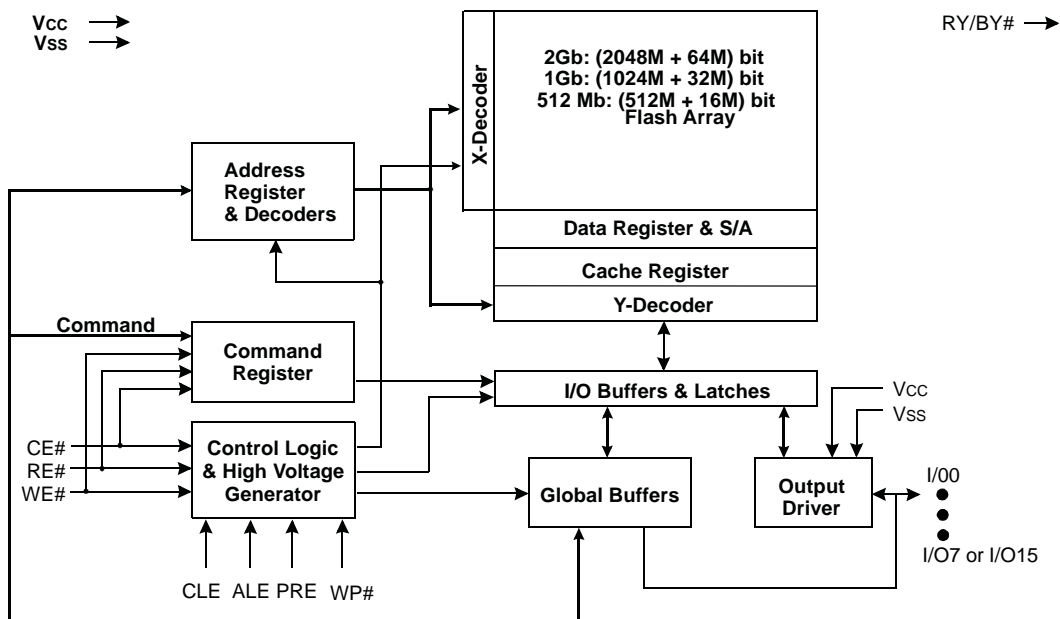 Vcc
Vss
RY/BY#
2Gb: (2048M + 64M) bit
1Gb: (1024M + 32M) bit
512 Mb: (512M + 16M) bit
Flash Array
X-Decoder
Address
Register
& Decoders
Data Register & S/A
Cache Register
Y-Decoder
Command
Command
Register
I/O Buffers & Latches
Vcc
Vss
CE#
RE#
WE#
Control Logic
& High Voltage
Generator
Global Buffers
Output
Driver
I/00
I/O7 or I/O15
CLE
ALE
PRE
WP#